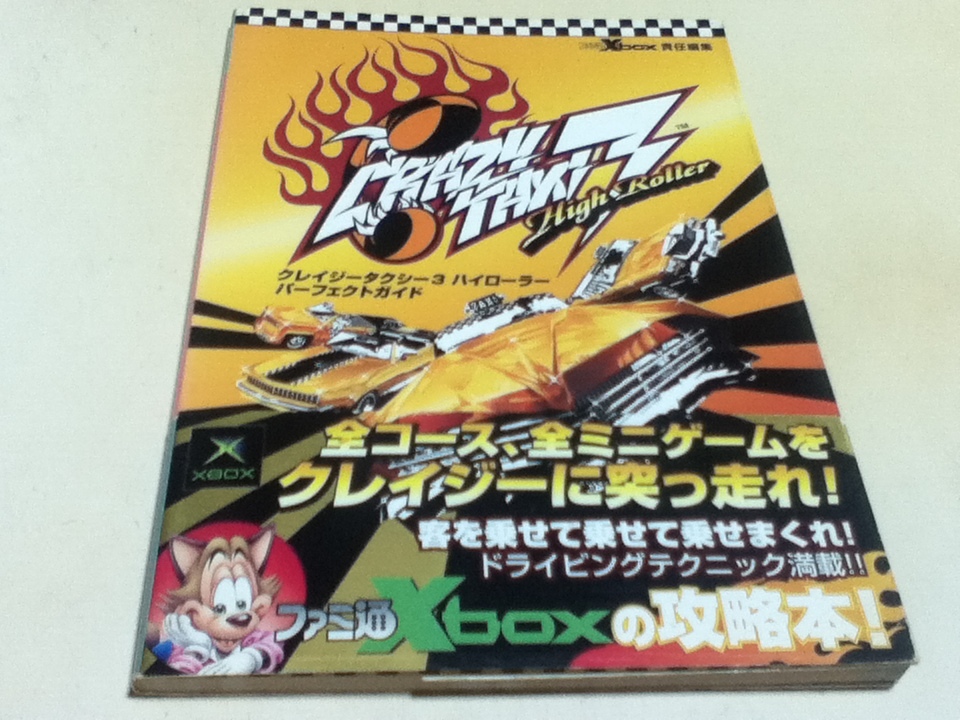 ファミ通Xbox 責任編集
CRAZY
TAXI 3
™
High Roller
クレイジータクシー3 ハイローラー
パーフェクトガイド
全コース、全ミニゲームを
クレイジーに突っ走れ!
XBOX
客を乗せて乗せて乗せまくれ!
ドライビングテクニック満載!!
ファミ通Xboxの攻略本!